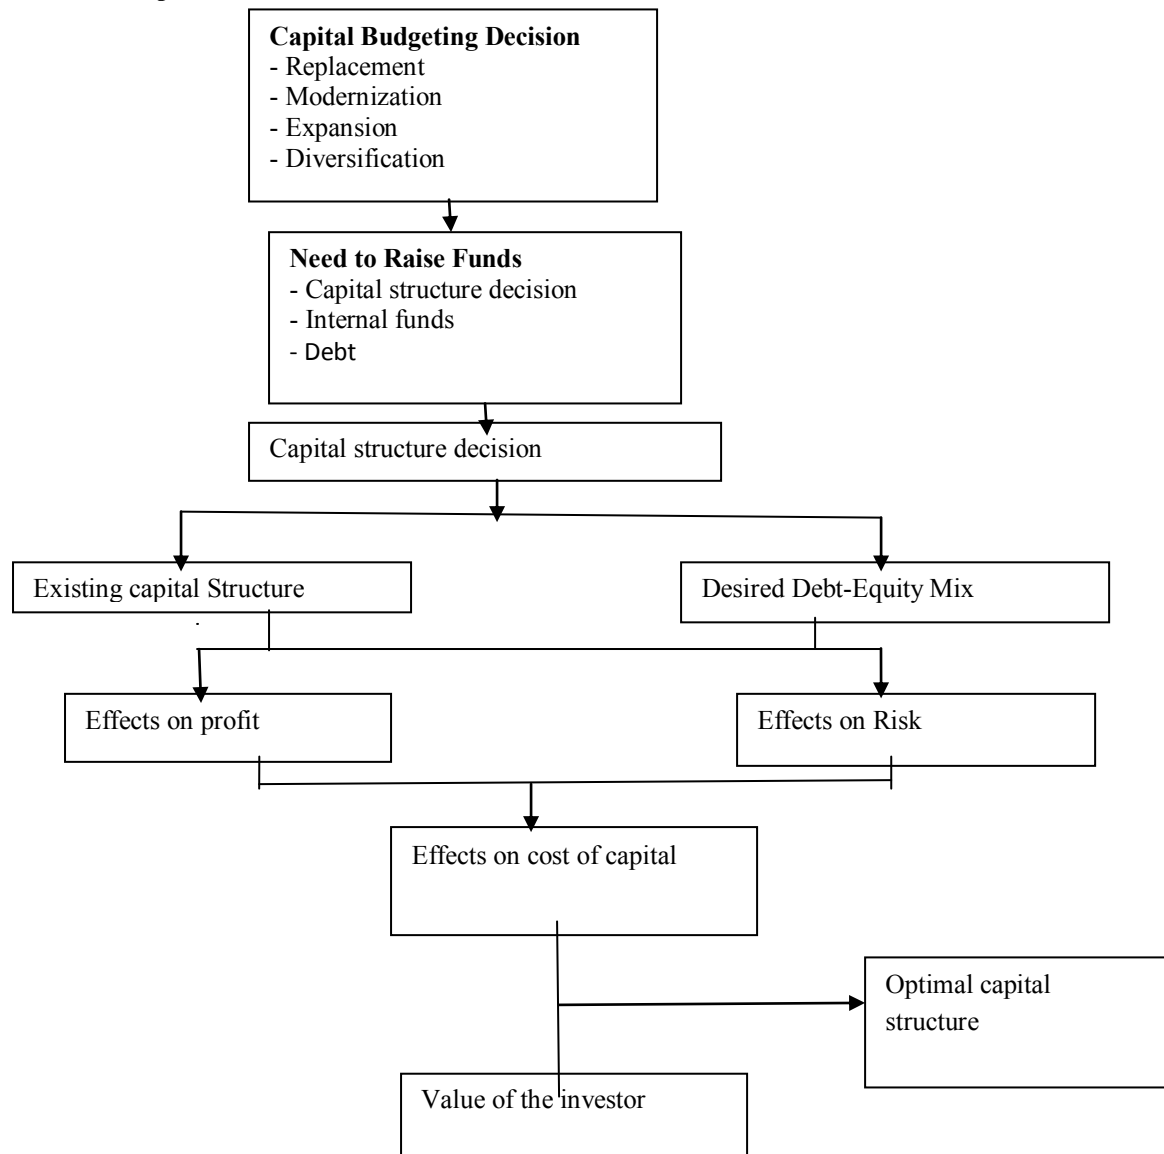 Capital Budgeting Decision
- Replacement
- Modernization
- Expansion
- Diversification
Need to Raise Funds
- Capital structure decision
- Internal funds
- Debt
Capital structure decision
Existing capital Structure
Desired Debt-Equity Mix
Effects on profit
Effects on Risk
Effects on cost of capital
Optimal capital
structure
Value of the investor